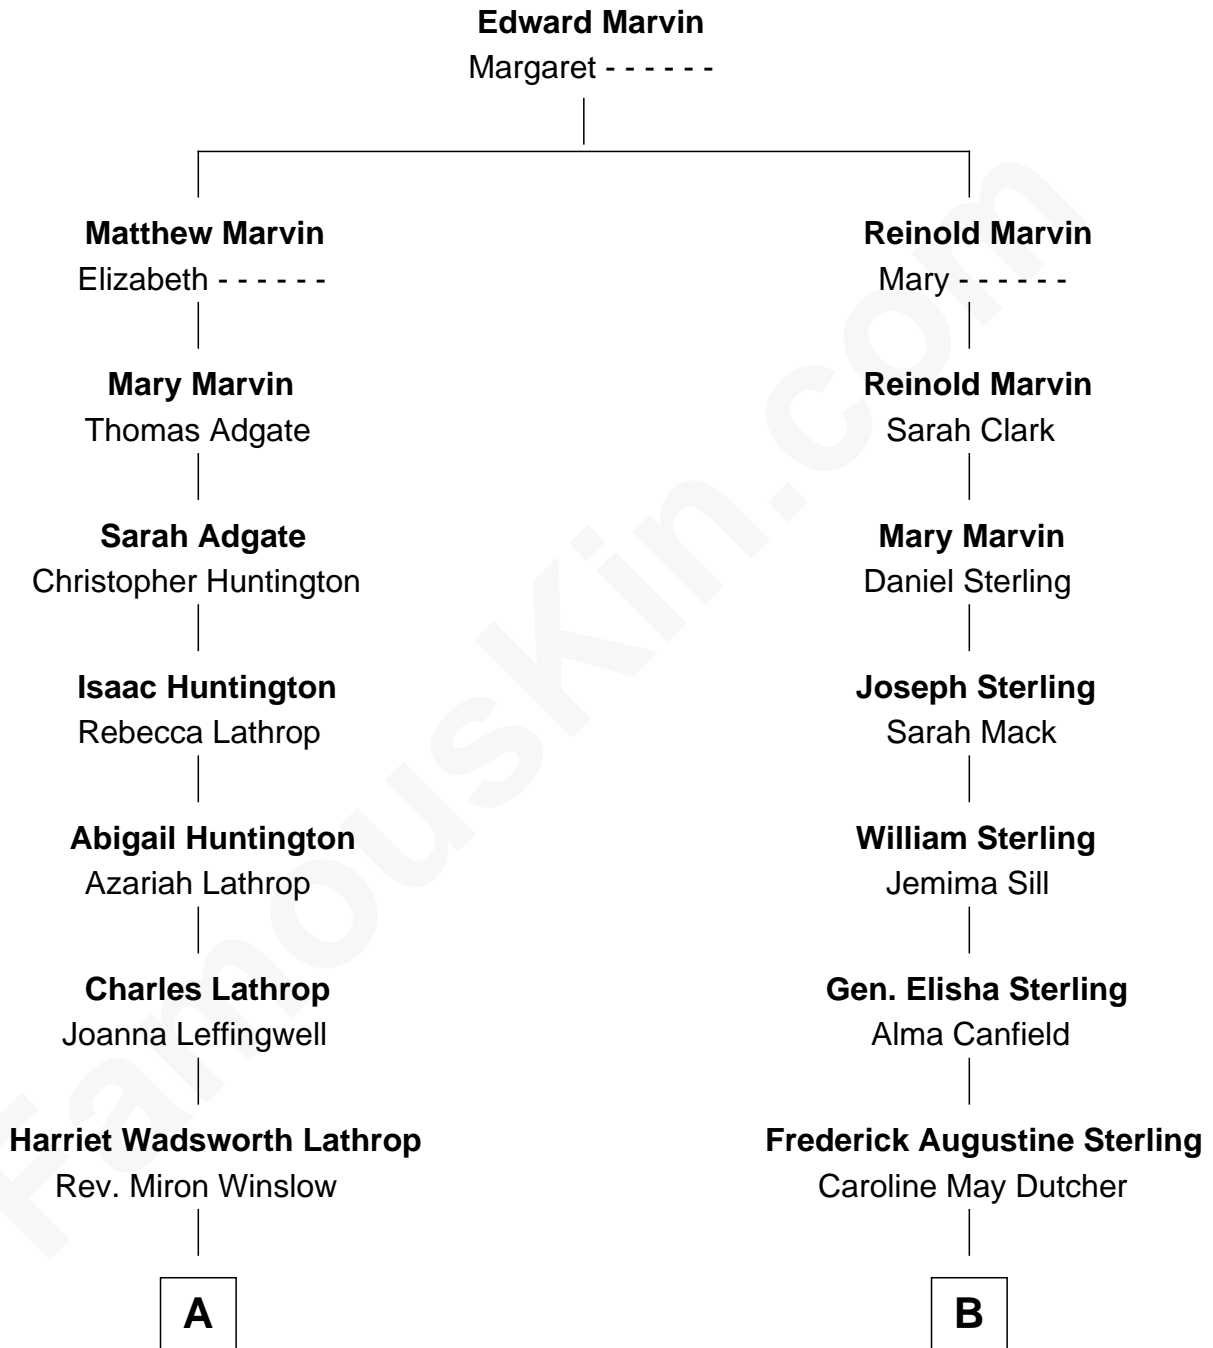 Edward Marvin
Margaret - - - - - -
Matthew Marvin
Elizabeth - - - - - -
Reinold Marvin
Mary - - - - - -
Mary Marvin
Thomas Adgate
Reinold Marvin
Sarah Clark
Sarah Adgate
Christopher Huntington
Mary Marvin
Daniel Sterling
Isaac Huntington
Rebecca Lathrop
Joseph Sterling
Sarah Mack
Abigail Huntington
Azariah Lathrop
William Sterling
Jemima Sill
Charles Lathrop
Joanna Leffingwell
Gen. Elisha Sterling
Alma Canfield
Harriet Wadsworth Lathrop
Rev. Miron Winslow
Frederick Augustine Sterling
Caroline May Dutcher
A
B
FamousKin.com